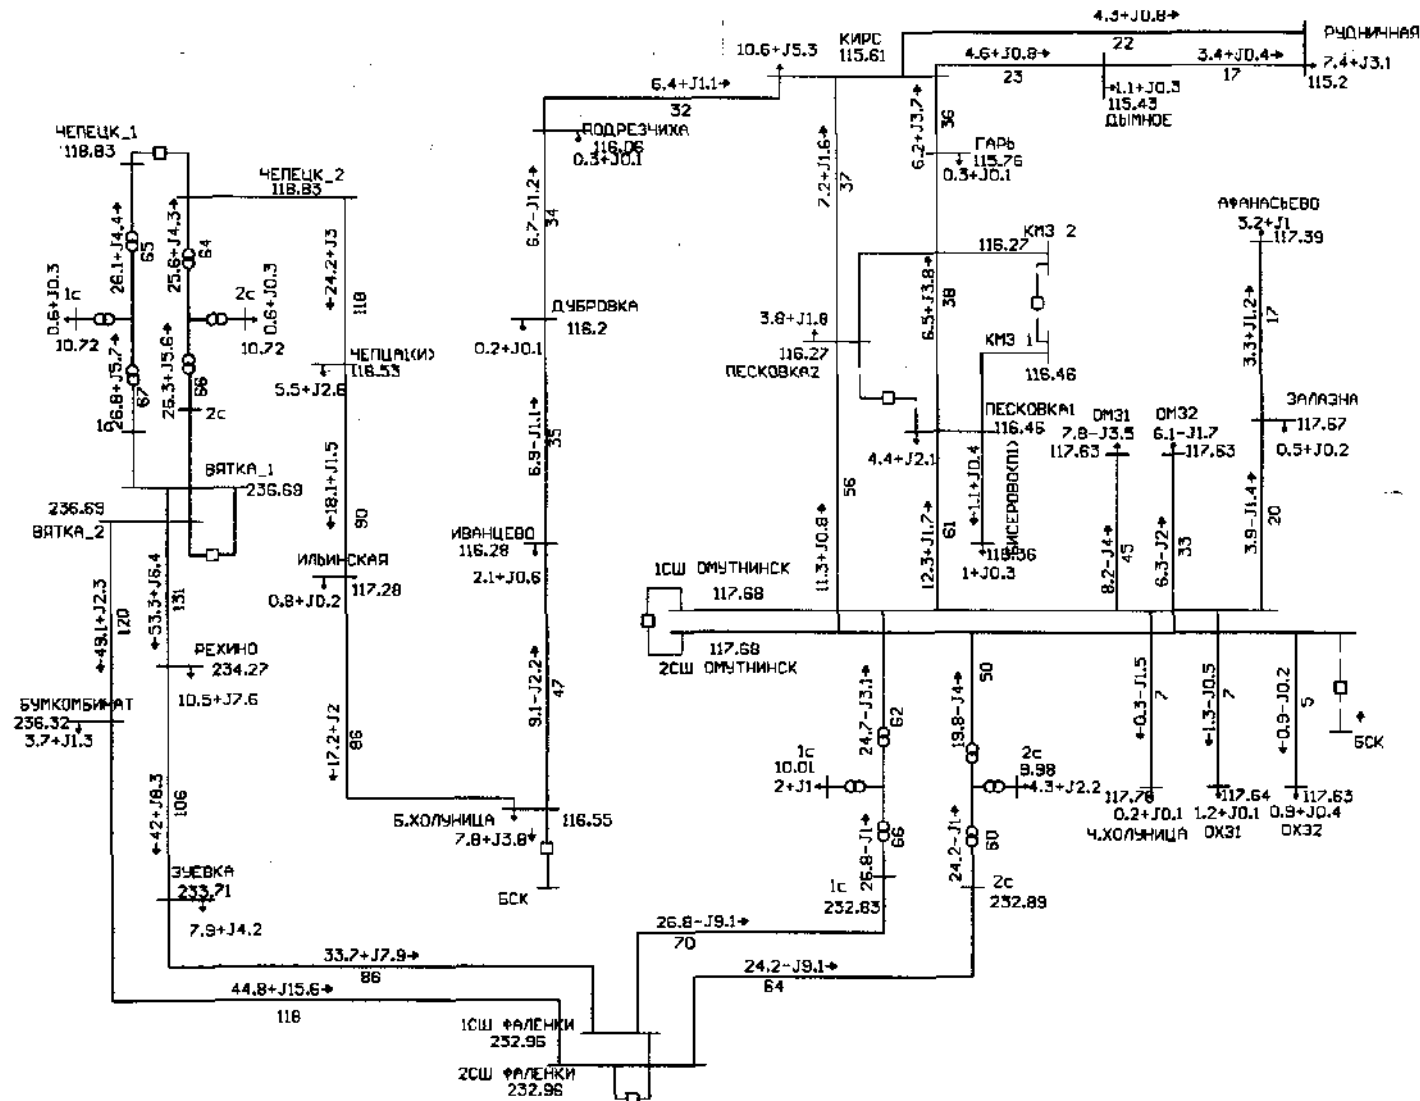 4.3+J0.8
22
КИРС
115.61
10.6+J5.3
РУДНИЧНАЯ
7.4+J3.1
115.2
4.6+J0.8
23
3.4+J0.4
17
1.1+J0.3
115.43
ДЫМНОЕ
6.4+J1.1
32
ПОДРЕЗЧИХА
116.06
0.3+J0.1
7.2+J1.6
37
6.2+J3.7
36
ГАРЬ
115.76
0.3+J0.1
ЧЕПЕЦК_1
118.83
ЧЕПЕЦК_2
118.83
26.1+J4.4
65
25.6+J4.3
64
24.2+J3
118
6.7-J1.2
34
АФАНАСЬЕВО
3.2+J1
117.39
КМЗ 2
116.27
6.5+J3.8
38
3.3+J1.2
17
0.6+J0.3
1с
10.72
2с
0.6+J0.3
10.72
ДУБРОВКА
116.2
0.2+J0.1
3.8+J1.8
116.27
ПЕСКОВКА2
КМЗ 1
116.46
26.8+J5.7
67
26.3+J5.6
66
1с
2с
ЧЕПЦА1(И)
118.53
5.5+J2.6
ПЕСКОВКА1
116.46
4.4+J2.1
ОМЗ1
7.8-J3.5
117.63
ОМЗ2
6.1-J1.7
117.63
ЗАЛАЗНА
117.67
0.5+J0.2
6.9-J1.1
35
ВЯТКА_1
236.69
236.69
ВЯТКА_2
18.1+J1.5
90
56
1.1+J0.4
БИСЕРОВО(П1)
116.36
1+J0.3
ИВАНЦЕВО
116.28
2.1+J0.6
11.3+J0.8
12.3+J1.7
61
8.2-J4
45
6.3-J2
33
3.9-J1.4
20
ИЛЬИНСКАЯ
117.28
0.8+J0.2
1СШ ОМУТНИНСК
117.68
117.68
2СШ ОМУТНИНСК
49.1+J2.3
120
53.3+J6.4
131
РЕХИНО
234.27
10.5+J7.6
БУМКОМБИНАТ
236.32
3.7+J1.3
17.2+J2
86
9.1-J2.2
47
24.7-J3.1
62
19.8-J4
50
0.3-J1.5
7
1.3-J0.5
7
0.9-J0.2
5
БСК
1с
10.01
2+J1
2с
9.98
4.3+J2.2
117.78
0.2+J0.1
Ч.ХОЛУНИЦА
117.64
1.2+J0.1
ОХЗ1
117.63
0.9+J0.4
ОХЗ2
42+J8.3
106
Б.ХОЛУНИЦА
116.55
7.8+J3.8
БСК
26.8-J1
66
24.2-J1
60
1с
232.83
2с
232.89
ЗУЕВКА
233.71
7.9+J4.2
26.8-J9.1
70
33.7+J7.9
86
24.2-J9.1
64
44.8+J15.6
118
1СШ ФАЛЕНКИ
232.96
2СШ ФАЛЕНКИ
232.96